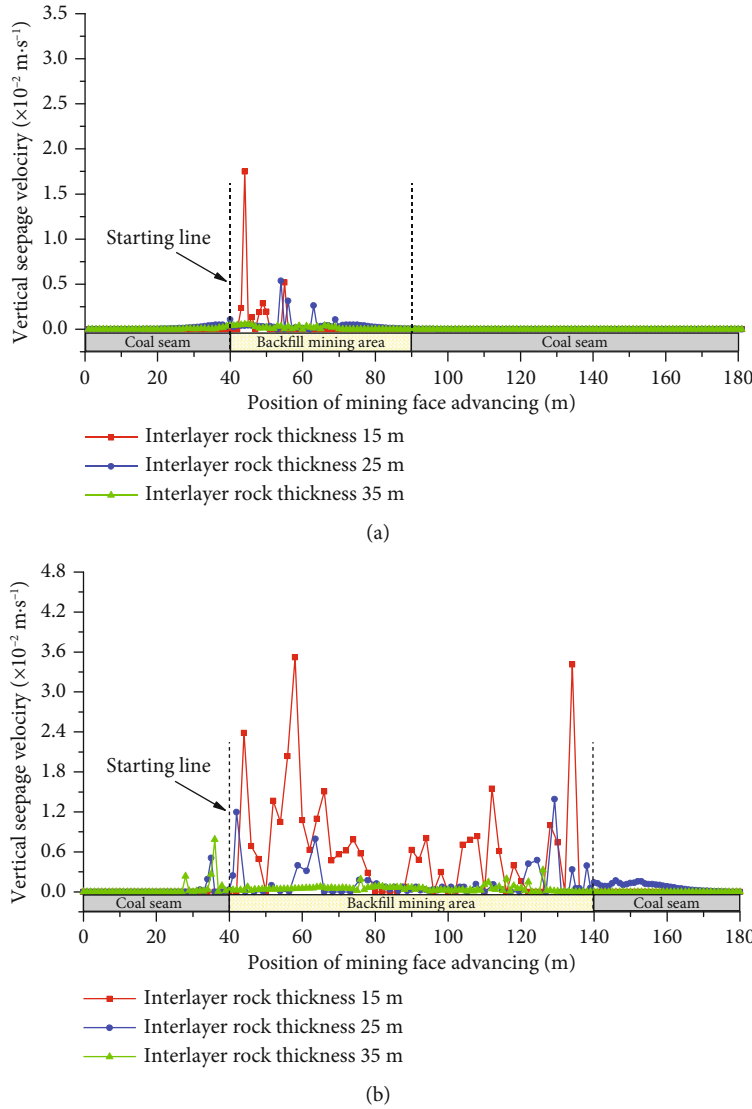 3.5
3.0
2.5
2.0
1.5
1.0
0.5
0.0
Vertical seepage velociry (×10⁻² m·s⁻¹)
Starting line
Coal seam Backfill mining area Coal seam
0 20 40 60 80 100 120 140 160 180
Position of mining face advancing (m)
Interlayer rock thickness 15 m
Interlayer rock thickness 25 m
Interlayer rock thickness 35 m
(a)
4.8
4.2
3.6
3.0
2.4
1.8
1.2
0.6
0.0
Vertical seepage velociry (×10⁻² m·s⁻¹)
Starting line
Coal seam Backfill mining area Coal seam
0 20 40 60 80 100 120 140 160 180
Position of mining face advancing (m)
Interlayer rock thickness 15 m
Interlayer rock thickness 25 m
Interlayer rock thickness 35 m
(b)